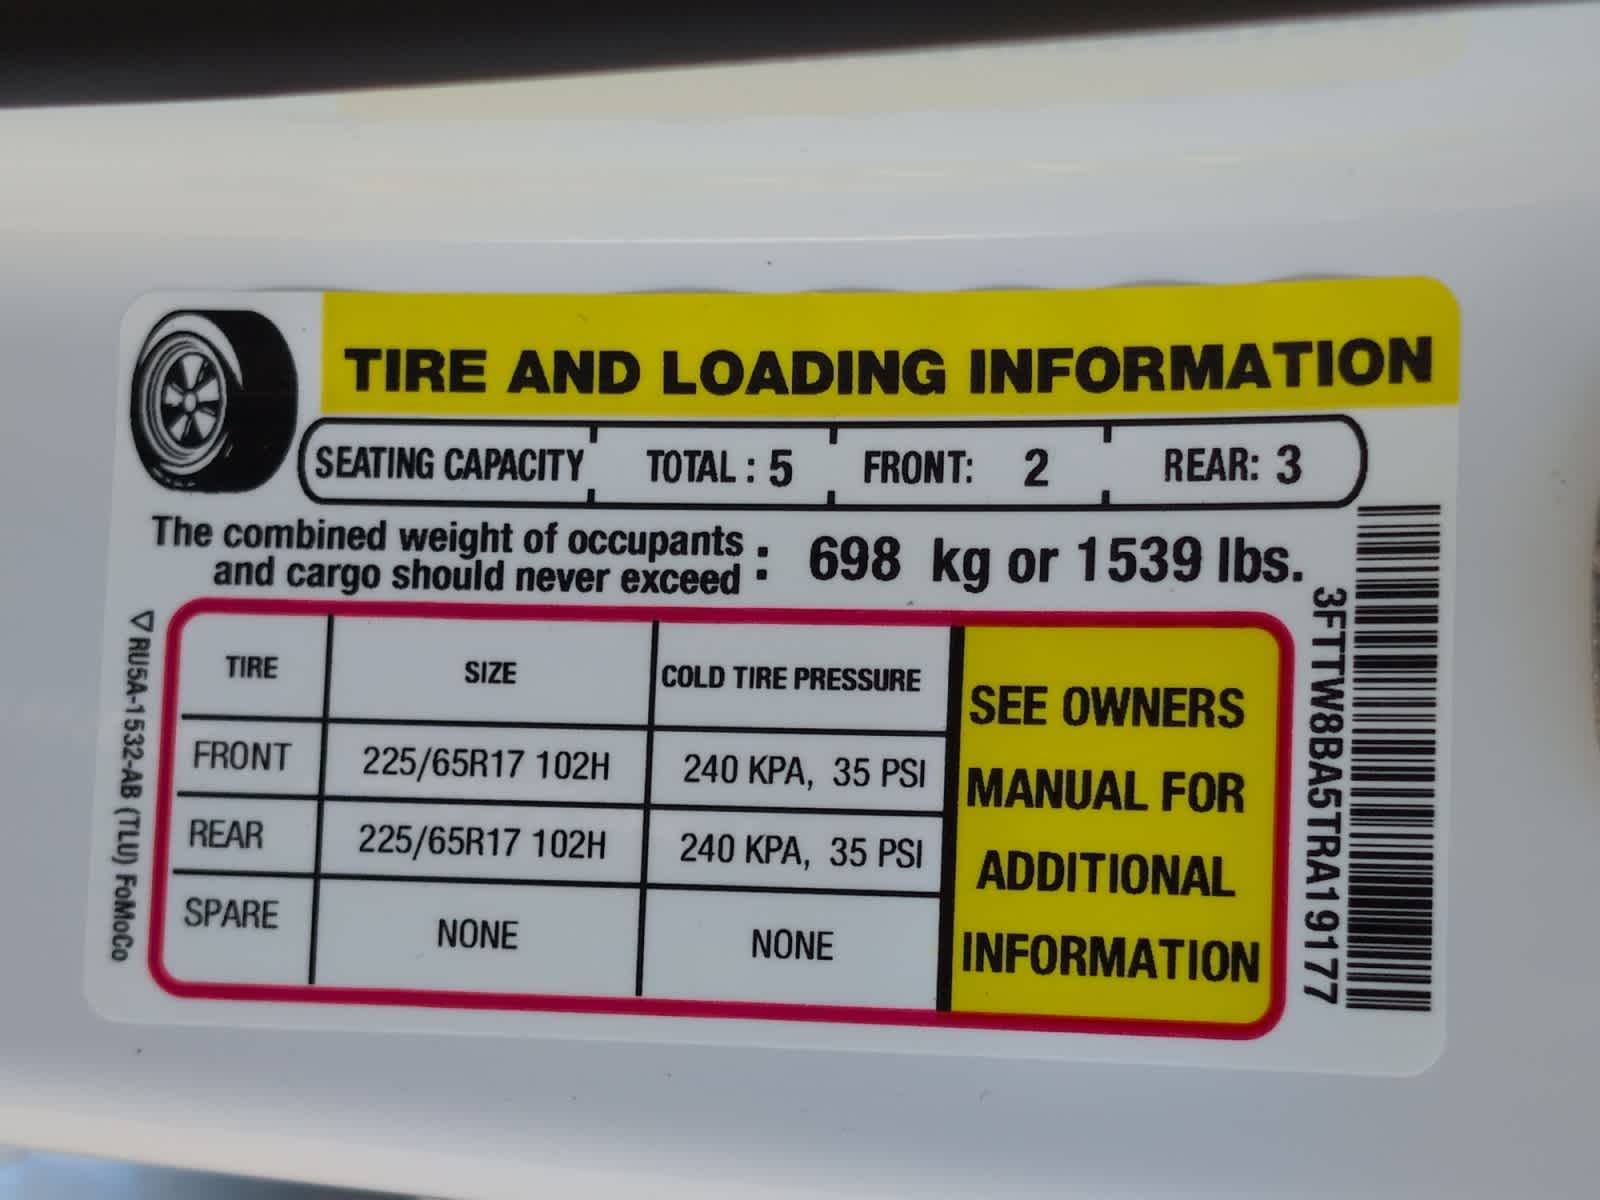 TIRE AND LOADING INFORMATION
SEATING CAPACITY TOTAL : 5 FRONT: 2 REAR: 3
The combined weight of occupants
and cargo should never exceed : 698 kg or 1539 lbs.
TIRE SIZE COLD TIRE PRESSURE
FRONT 225/65R17 102H 240 KPA, 35 PSI
REAR 225/65R17 102H 240 KPA, 35 PSI
SPARE NONE NONE
SEE OWNERS
MANUAL FOR
ADDITIONAL
INFORMATION
3FTTW8BA5TRA19177
RU5A-1532-AB (TLU) FoMoCo